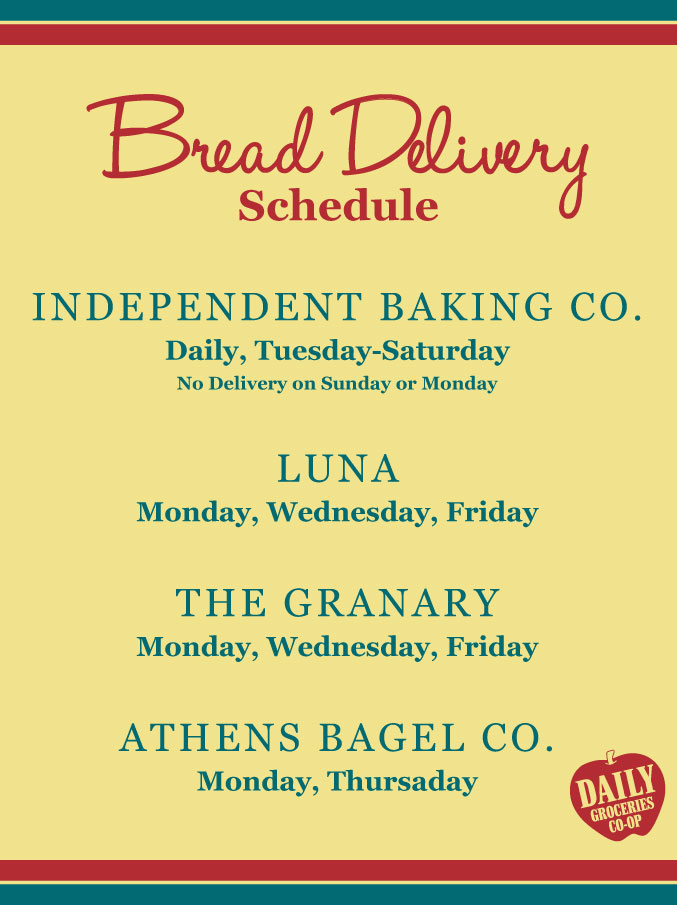 Bread Delivery
Schedule
INDEPENDENT BAKING CO.
Daily, Tuesday-Saturday
No Delivery on Sunday or Monday
LUNA
Monday, Wednesday, Friday
THE GRANARY
Monday, Wednesday, Friday
ATHENS BAGEL CO.
Monday, Thursaday
DAILY
GROCERIES
CO-OP